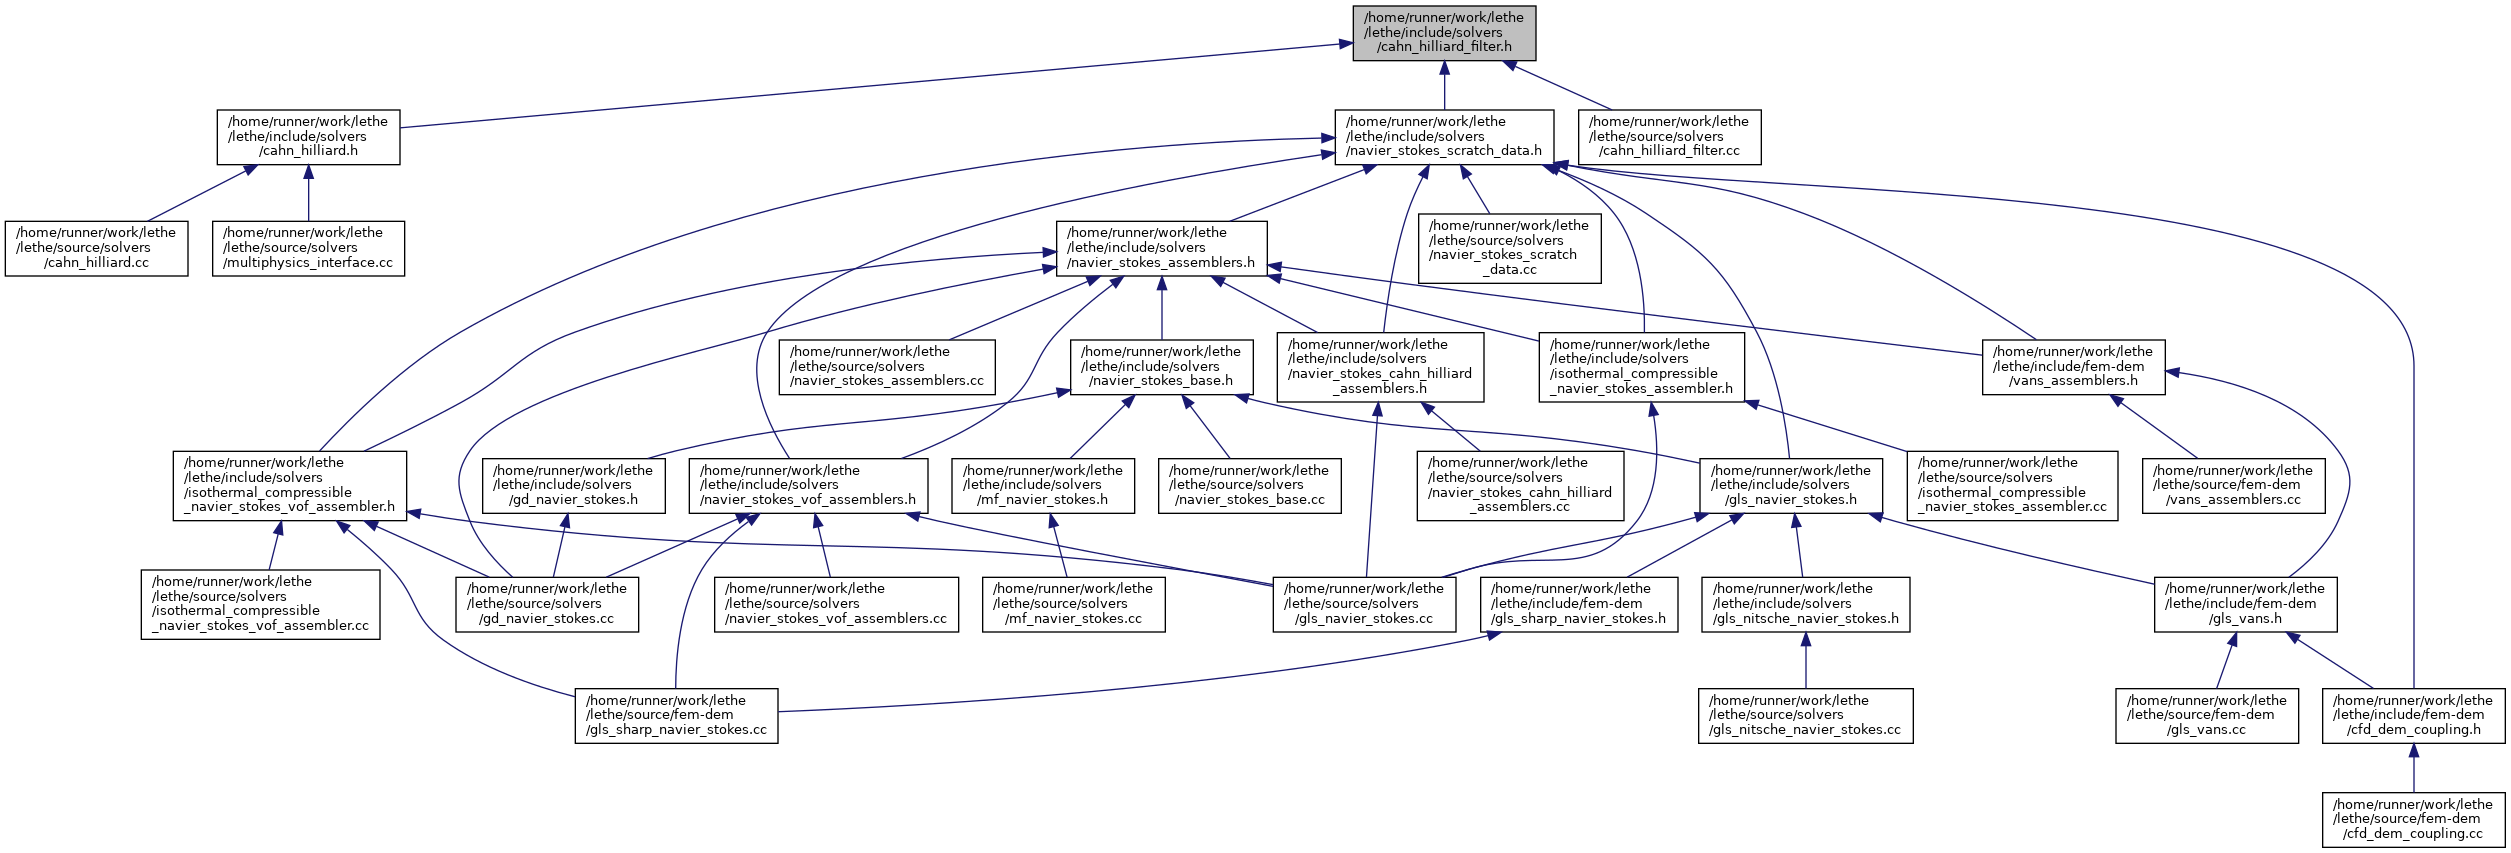 /home/runner/work/lethe
/lethe/include/solvers
/cahn_hilliard_filter.h
/home/runner/work/lethe
/lethe/include/solvers
/cahn_hilliard.h
/home/runner/work/lethe
/lethe/include/solvers
/navier_stokes_scratch_data.h
/home/runner/work/lethe
/lethe/source/solvers
/cahn_hilliard_filter.cc
/home/runner/work/lethe
/lethe/source/solvers
/cahn_hilliard.cc
/home/runner/work/lethe
/lethe/source/solvers
/multiphysics_interface.cc
/home/runner/work/lethe
/lethe/include/solvers
/navier_stokes_assemblers.h
/home/runner/work/lethe
/lethe/source/solvers
/navier_stokes_scratch
_data.cc
/home/runner/work/lethe
/lethe/source/solvers
/navier_stokes_assemblers.cc
/home/runner/work/lethe
/lethe/include/solvers
/navier_stokes_base.h
/home/runner/work/lethe
/lethe/include/solvers
/navier_stokes_cahn_hilliard
_assemblers.h
/home/runner/work/lethe
/lethe/include/solvers
/isothermal_compressible
_navier_stokes_assembler.h
/home/runner/work/lethe
/lethe/include/fem-dem
/vans_assemblers.h
/home/runner/work/lethe
/lethe/include/solvers
/isothermal_compressible
_navier_stokes_vof_assembler.h
/home/runner/work/lethe
/lethe/include/solvers
/gd_navier_stokes.h
/home/runner/work/lethe
/lethe/include/solvers
/navier_stokes_vof_assemblers.h
/home/runner/work/lethe
/lethe/include/solvers
/mf_navier_stokes.h
/home/runner/work/lethe
/lethe/source/solvers
/navier_stokes_base.cc
/home/runner/work/lethe
/lethe/source/solvers
/navier_stokes_cahn_hilliard
_assemblers.cc
/home/runner/work/lethe
/lethe/include/solvers
/gls_navier_stokes.h
/home/runner/work/lethe
/lethe/source/solvers
/isothermal_compressible
_navier_stokes_assembler.cc
/home/runner/work/lethe
/lethe/source/fem-dem
/vans_assemblers.cc
/home/runner/work/lethe
/lethe/source/solvers
/isothermal_compressible
_navier_stokes_vof_assembler.cc
/home/runner/work/lethe
/lethe/source/solvers
/gd_navier_stokes.cc
/home/runner/work/lethe
/lethe/source/solvers
/navier_stokes_vof_assemblers.cc
/home/runner/work/lethe
/lethe/source/solvers
/mf_navier_stokes.cc
/home/runner/work/lethe
/lethe/source/solvers
/gls_navier_stokes.cc
/home/runner/work/lethe
/lethe/include/fem-dem
/gls_sharp_navier_stokes.h
/home/runner/work/lethe
/lethe/include/solvers
/gls_nitsche_navier_stokes.h
/home/runner/work/lethe
/lethe/include/fem-dem
/gls_vans.h
/home/runner/work/lethe
/lethe/source/fem-dem
/gls_sharp_navier_stokes.cc
/home/runner/work/lethe
/lethe/source/solvers
/gls_nitsche_navier_stokes.cc
/home/runner/work/lethe
/lethe/source/fem-dem
/gls_vans.cc
/home/runner/work/lethe
/lethe/include/fem-dem
/cfd_dem_coupling.h
/home/runner/work/lethe
/lethe/source/fem-dem
/cfd_dem_coupling.cc